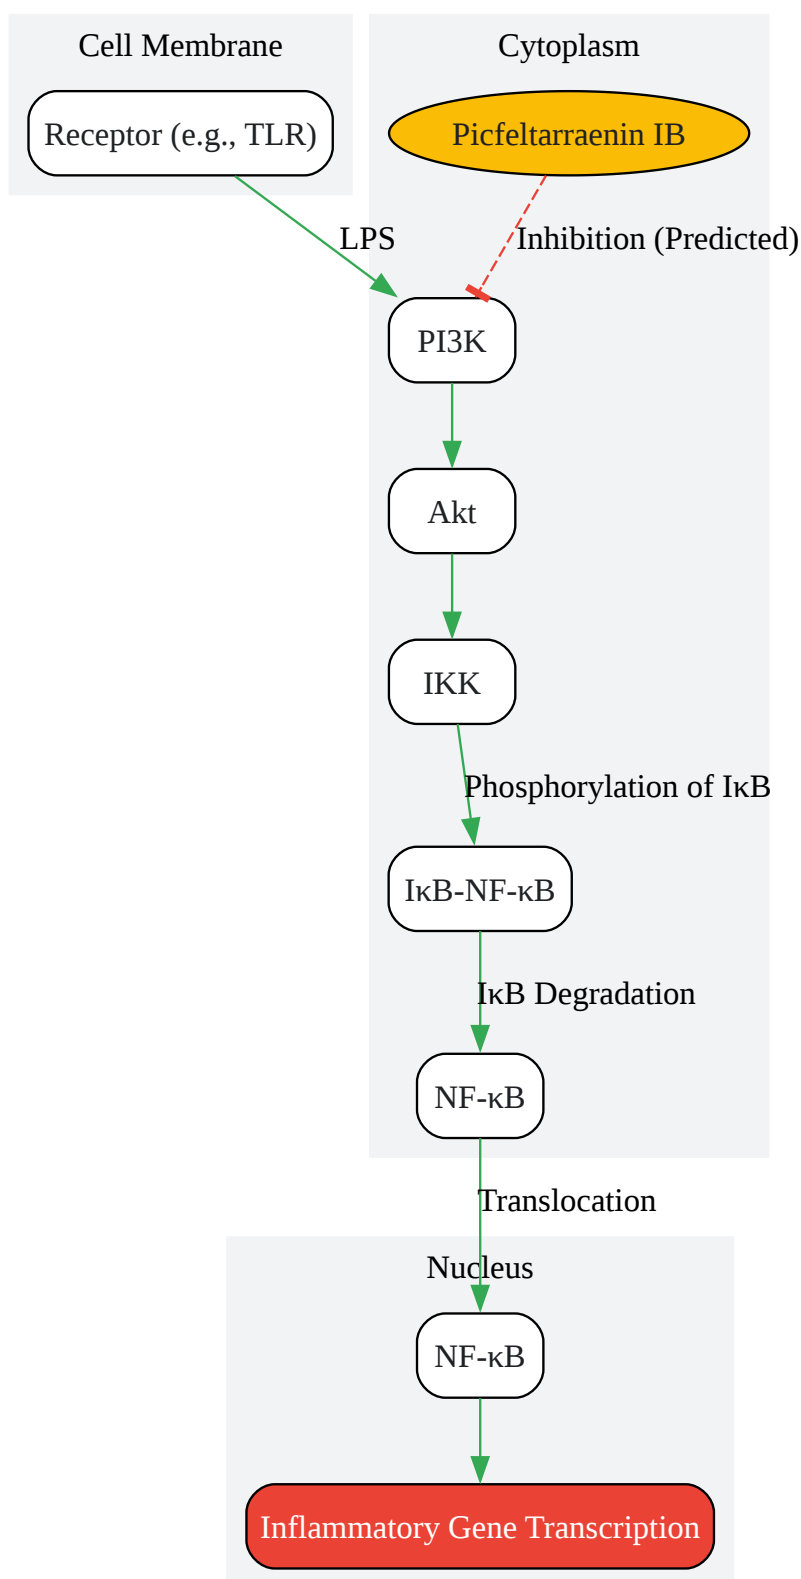 Cell Membrane
Cytoplasm
Receptor (e.g., TLR)
Picfeltarraenin IB
LPS
Inhibition (Predicted)
PI3K
Akt
IKK
Phosphorylation of IκB
IκB-NF-κB
IκB Degradation
NF-κB
Translocation
Nucleus
NF-κB
Inflammatory Gene Transcription